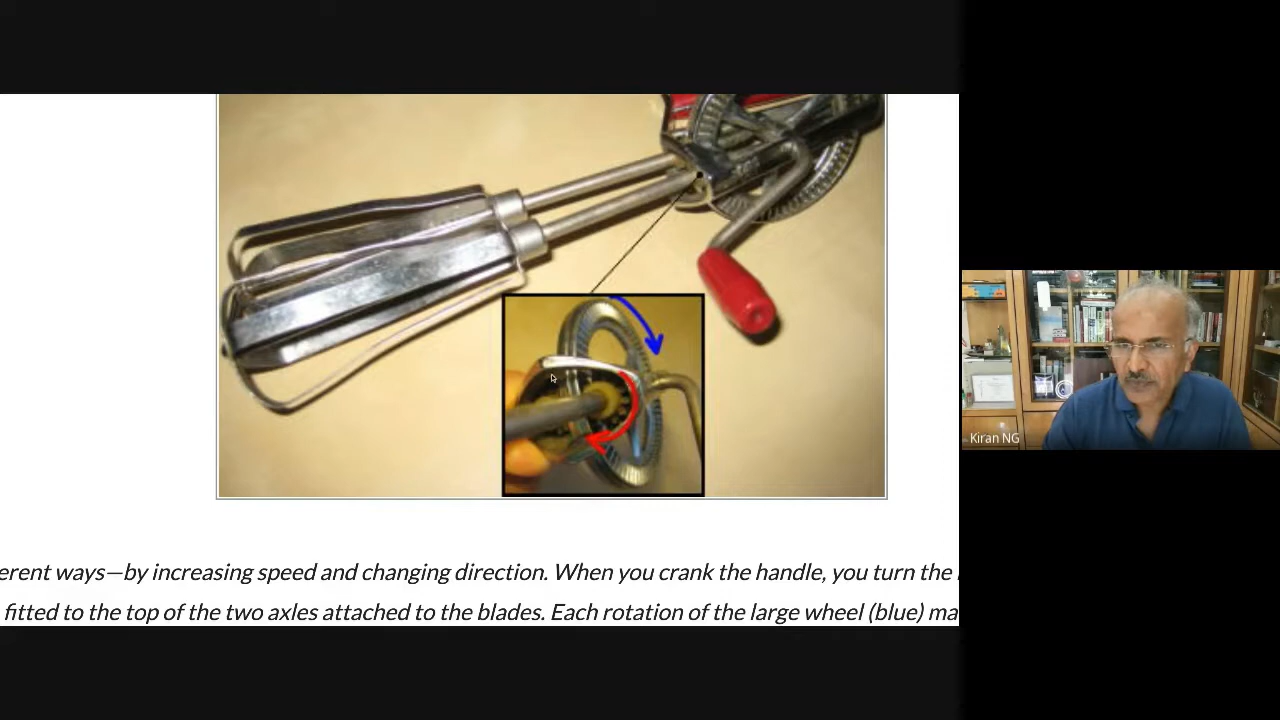 erent ways—by increasing speed and changing direction. When you crank the handle, you turn the
fitted to the top of the two axles attached to the blades. Each rotation of the large wheel (blue) ma
Kiran NG